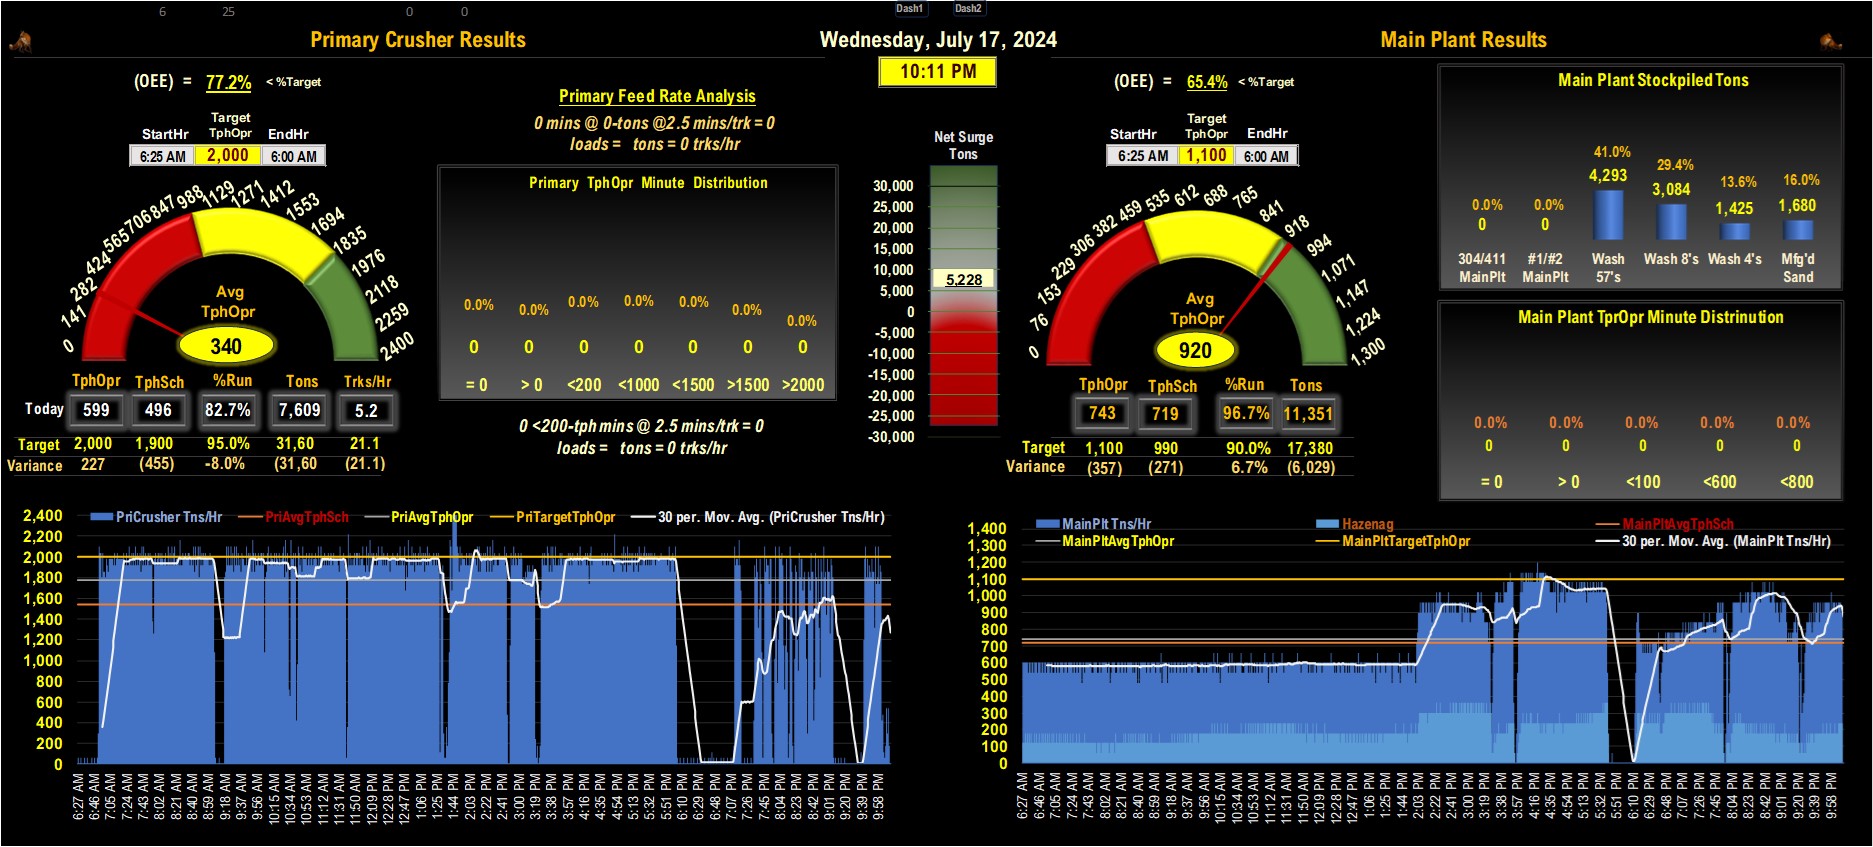 6 25 0 0 Dash1 Dash2
Primary Crusher Results
Wednesday, July 17, 2024
Main Plant Results
10:11 PM
(OEE) = 77.2% < %Target
Target
StartHr TphOpr EndHr
6:25 AM 2,000 6:00 AM
0 141 282 424 565 706 847 988 1129 1271 1412 1553 1694 1835 1976 2118 2259 2400
Avg
TphOpr
340
TphOpr TphSch %Run Tons Trks/Hr
Today 599 496 82.7% 7,609 5.2
Target 2,000 1,900 95.0% 31,60 21.1
Variance 227 (455) -8.0% (31,60 (21.1)
Primary Feed Rate Analysis
0 mins @ 0-tons @2.5 mins/trk = 0
loads = tons = 0 trks/hr
Primary TphOpr Minute Distribution
0.0% 0.0% 0.0% 0.0% 0.0% 0.0% 0.0%
0 0 0 0 0 0 0
= 0 > 0 <200 <1000 <1500 >1500 >2000
0 <200-tph mins @ 2.5 mins/trk = 0
loads = tons = 0 trks/hr
Net Surge
Tons
30,000
25,000
20,000
15,000
10,000
5,228
5,000
0
-5,000
-10,000
-15,000
-20,000
-25,000
-30,000
(OEE) = 65.4% < %Target
Target
StartHr TphOpr EndHr
6:25 AM 1,100 6:00 AM
0 76 153 229 306 382 459 535 612 688 765 841 918 994 1,071 1,147 1,224 1,300
Avg
TphOpr
920
TphOpr TphSch %Run Tons
743 719 96.7% 11,351
Target 1,100 990 90.0% 17,380
Variance (357) (271) 6.7% (6,029)
Main Plant Stockpiled Tons
0.0% 0.0% 41.0% 29.4% 13.6% 16.0%
0 0 4,293 3,084 1,425 1,680
304/411 #1/#2 Wash Wash 8's Wash 4's Mfg'd
MainPlt MainPlt 57's Sand
Main Plant TprOpr Minute Distrinution
0.0% 0.0% 0.0% 0.0% 0.0%
0 0 0 0 0
= 0 > 0 <100 <600 <800
PriCrusher Tns/Hr PriAvgTphSch PriAvgTphOpr PriTargetTphOpr 30 per. Mov. Avg. (PriCrusher Tns/Hr)
2,400
2,200
2,000
1,800
1,600
1,400
1,200
1,000
800
600
400
200
0
6:27 AM 6:46 AM 7:05 AM 7:24 AM 7:43 AM 8:02 AM 8:21 AM 8:40 AM 8:59 AM 9:18 AM 9:37 AM 9:56 AM 10:15 AM 10:34 AM 10:53 AM 11:12 AM 11:31 AM 11:50 AM 12:09 PM 12:28 PM 12:47 PM 1:06 PM 1:25 PM 1:44 PM 2:03 PM 2:22 PM 2:41 PM 3:00 PM 3:19 PM 3:38 PM 3:57 PM 4:16 PM 4:35 PM 4:54 PM 5:13 PM 5:32 PM 5:51 PM 6:10 PM 6:29 PM 6:48 PM 7:07 PM 7:26 PM 7:45 PM 8:04 PM 8:23 PM 8:42 PM 9:01 PM 9:20 PM 9:39 PM 9:58 PM
MainPlt Tns/Hr Hazenag MainPltAvgTphSch
MainPltAvgTphOpr MainPltTargetTphOpr 30 per. Mov. Avg. (MainPlt Tns/Hr)
1,400
1,300
1,200
1,100
1,000
900
800
700
600
500
400
300
200
100
0
6:27 AM 6:46 AM 7:05 AM 7:24 AM 7:43 AM 8:02 AM 8:21 AM 8:40 AM 8:59 AM 9:18 AM 9:37 AM 9:56 AM 10:15 AM 10:34 AM 10:53 AM 11:12 AM 11:31 AM 11:50 AM 12:09 PM 12:28 PM 12:47 PM 1:06 PM 1:25 PM 1:44 PM 2:03 PM 2:22 PM 2:41 PM 3:00 PM 3:19 PM 3:38 PM 3:57 PM 4:16 PM 4:35 PM 4:54 PM 5:13 PM 5:32 PM 5:51 PM 6:10 PM 6:29 PM 6:48 PM 7:07 PM 7:26 PM 7:45 PM 8:04 PM 8:23 PM 8:42 PM 9:01 PM 9:20 PM 9:39 PM 9:58 PM